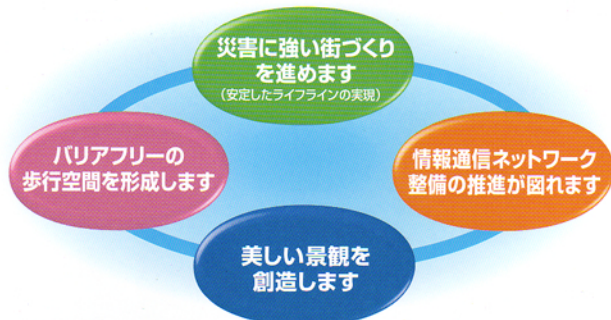 災害に強い街づくり
を進めます
(安定したライフラインの実現)
バリアフリーの
歩行空間を形成します
情報通信ネットワーク
整備の推進が図れます
美しい景観を
創造します